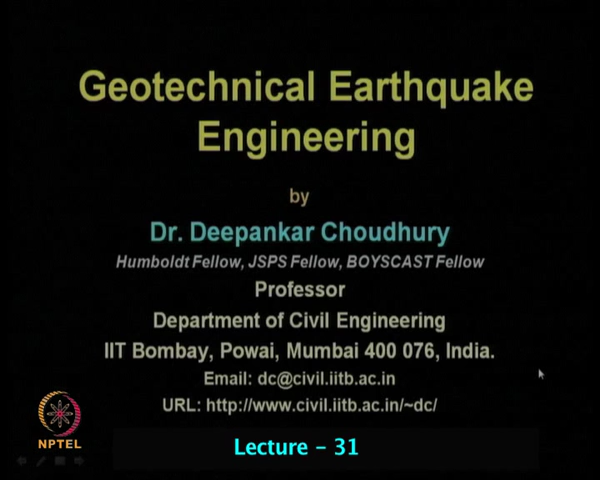 Geotechnical Earthquake
Engineering
by
Dr. Deepankar Choudhury
Humboldt Fellow, JSPS Fellow, BOYSCAST Fellow
Professor
Department of Civil Engineering
IIT Bombay, Powai, Mumbai 400 076, India.
Email: dc@civil.iitb.ac.in
URL: http://www.civil.iitb.ac.in/~dc/
NPTEL
Lecture – 31